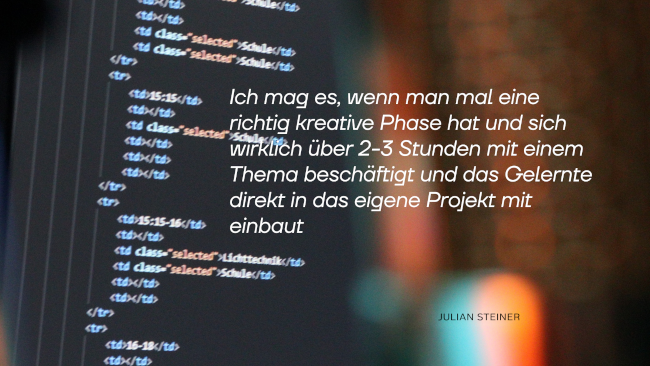 <td class="selected">Schule</td>
<td></td>
<td class="selected">Schule</td>
<td class="selected">Schule</td>
</tr>
<tr>
<td>15:15</td>
<td></td>
<td class="selected">Schule</td>
<td></td>
<td></td>
<td></td>
</tr>
<tr>
<td>15:15-16</td>
<td></td>
<td class="selected">Lichttechnik</td>
<td class="selected">Schule</td>
<td></td>
<td></td>
</tr>
<tr>
<td>16-18</td>
<td></td>
Ich mag es, wenn man mal eine
richtig kreative Phase hat und sich
wirklich über 2-3 Stunden mit einem
Thema beschäftigt und das Gelernte
direkt in das eigene Projekt mit
einbaut
JULIAN STEINER